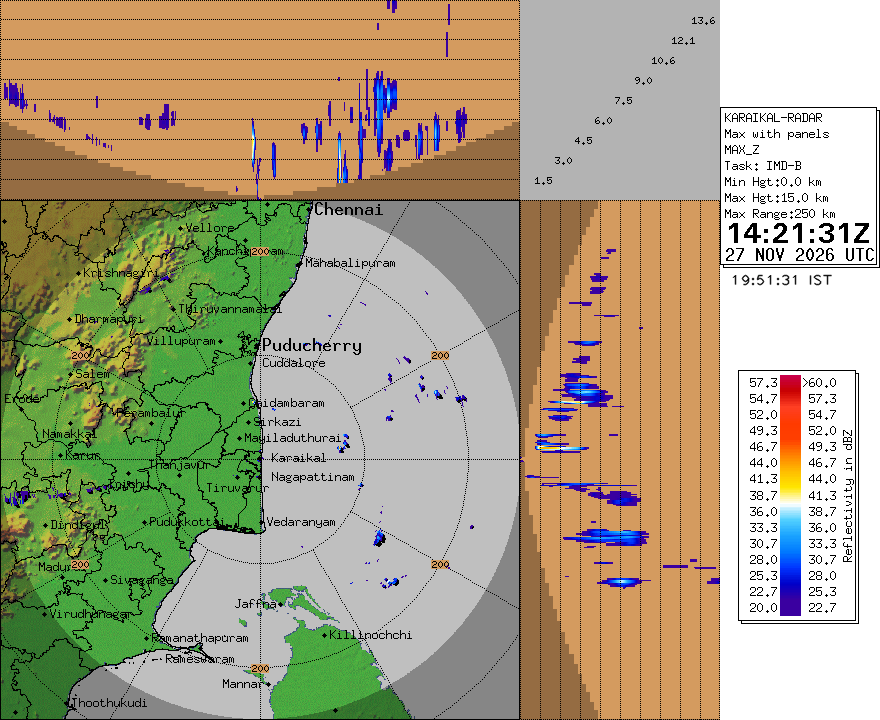 13.6
12.1
10.6
9.0
7.5
6.0
4.5
3.0
1.5
KARAIKAL-RADAR
Max with panels
MAX_Z
Task: IMD-B
Min Hgt:0.0 km
Max Hgt:15.0 km
Max Range:250 km
14:21:31Z
27 NOV 2026 UTC
19:51:31 IST
Chennai
Vellore
200
Mahabalipuram
Krishnagiri
Thiruvannamalai
Dharmapuri
Villupuram
Puducherry
200
200
Cuddalore
Salem
Erode
Chidambaram
Perambalur
Sirkazi
Namakkal
Mayiladuthurai
Karur
Karaikal
Thanjavur
Nagapattinam
Tiruvarur
Dindigul
Pudukkottai
Vedaranyam
200
200
Madurai
Sivaganga
Jaffna
Virudhunagar
Ramanathapuram
Killinochchi
Rameswaram
200
Mannar
Thoothukudi
57.3 >60.0
54.7 57.3
52.0 54.7
49.3 52.0
46.7 49.3
44.0 46.7
41.3 44.0
38.7 41.3
36.0 38.7
33.3 36.0
30.7 33.3
28.0 30.7
25.3 28.0
22.7 25.3
20.0 22.7
Reflectivity in dBZ